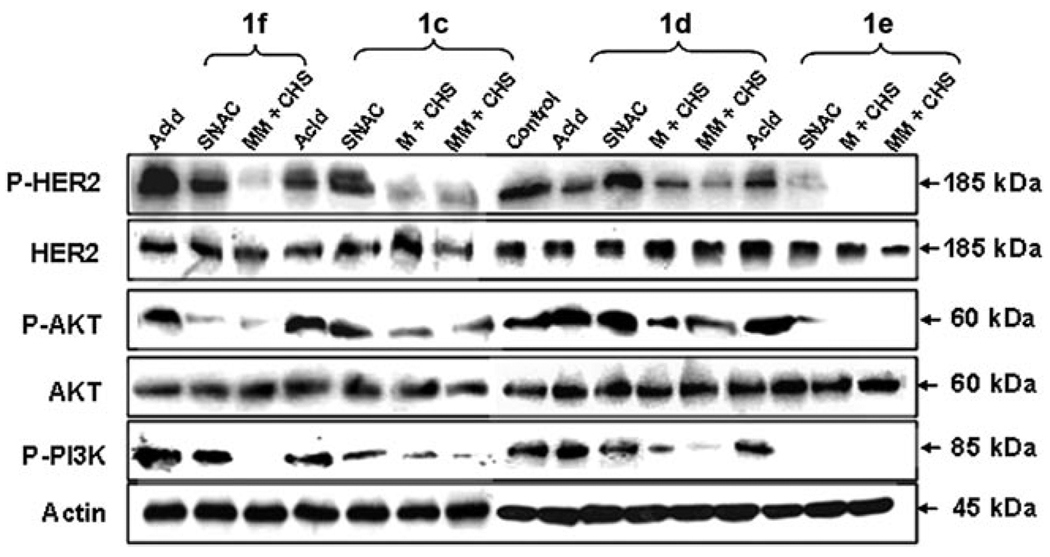 1f 1c 1d 1e
Acid SNAC MM + CHS Acid SNAC M + CHS MM + CHS Control Acid SNAC M + CHS MM + CHS Acid SNAC M + CHS MM + CHS
P-HER2 ←185 kDa
HER2 ←185 kDa
P-AKT ← 60 kDa
AKT ← 60 kDa
P-PI3K ← 85 kDa
Actin ← 45 kDa